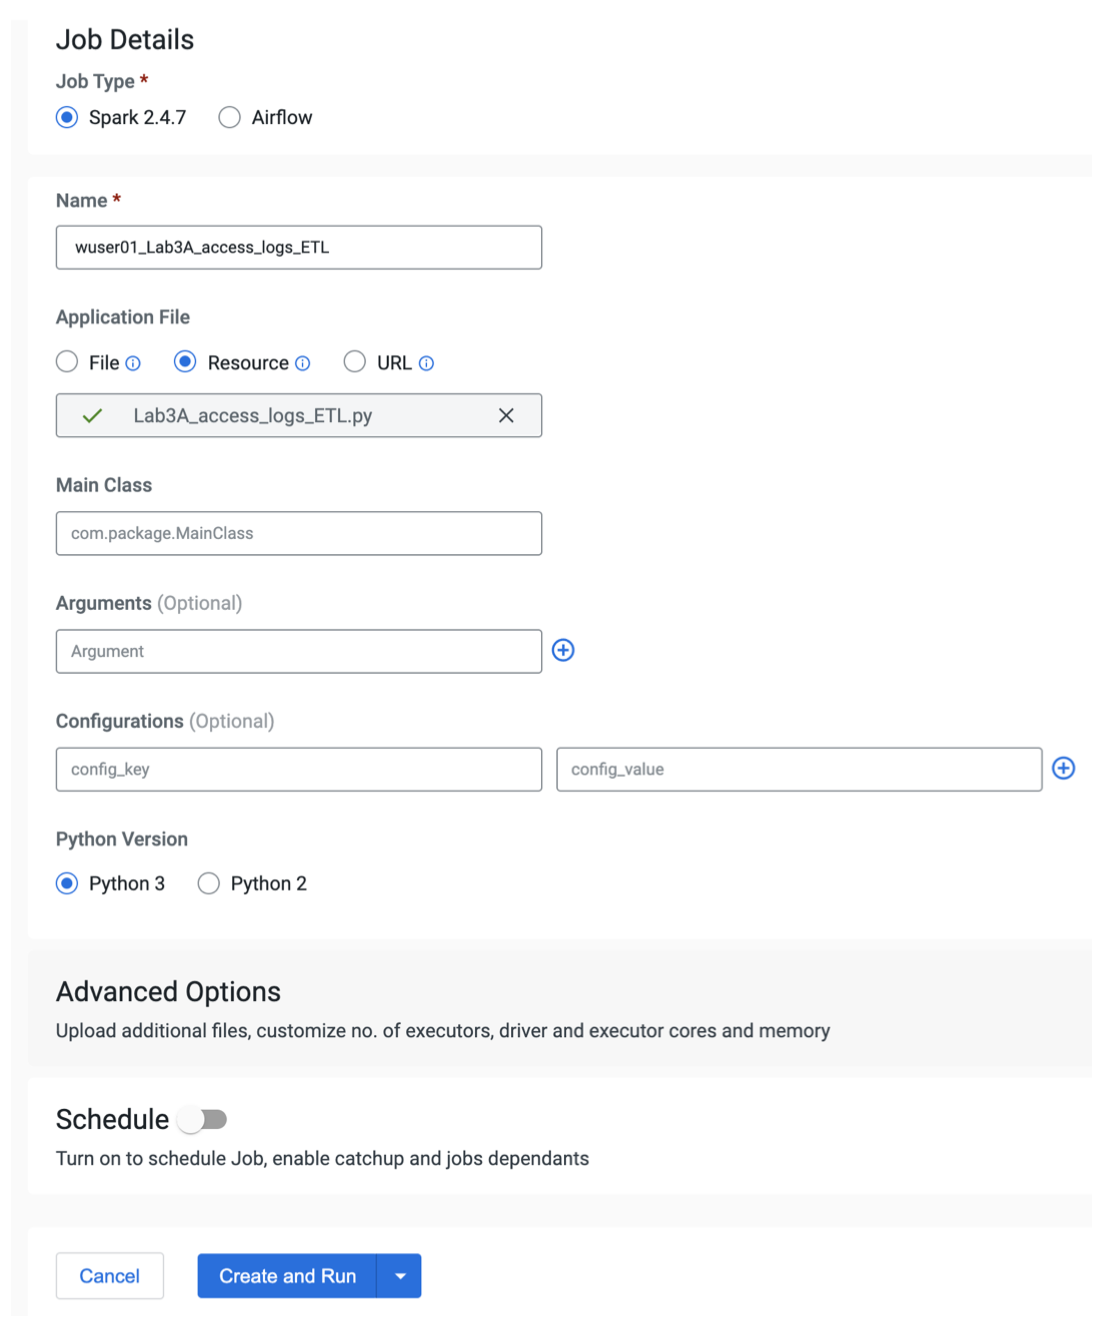 Job Details
Job Type *
Spark 2.4.7 Airflow
Name *
wuser01_Lab3A_access_logs_ETL
Application File
File Resource URL
Lab3A_access_logs_ETL.py
Main Class
com.package.MainClass
Arguments (Optional)
Argument
Configurations (Optional)
config_key config_value
Python Version
Python 3 Python 2
Advanced Options
Upload additional files, customize no. of executors, driver and executor cores and memory
Schedule
Turn on to schedule Job, enable catchup and jobs dependants
Cancel Create and Run